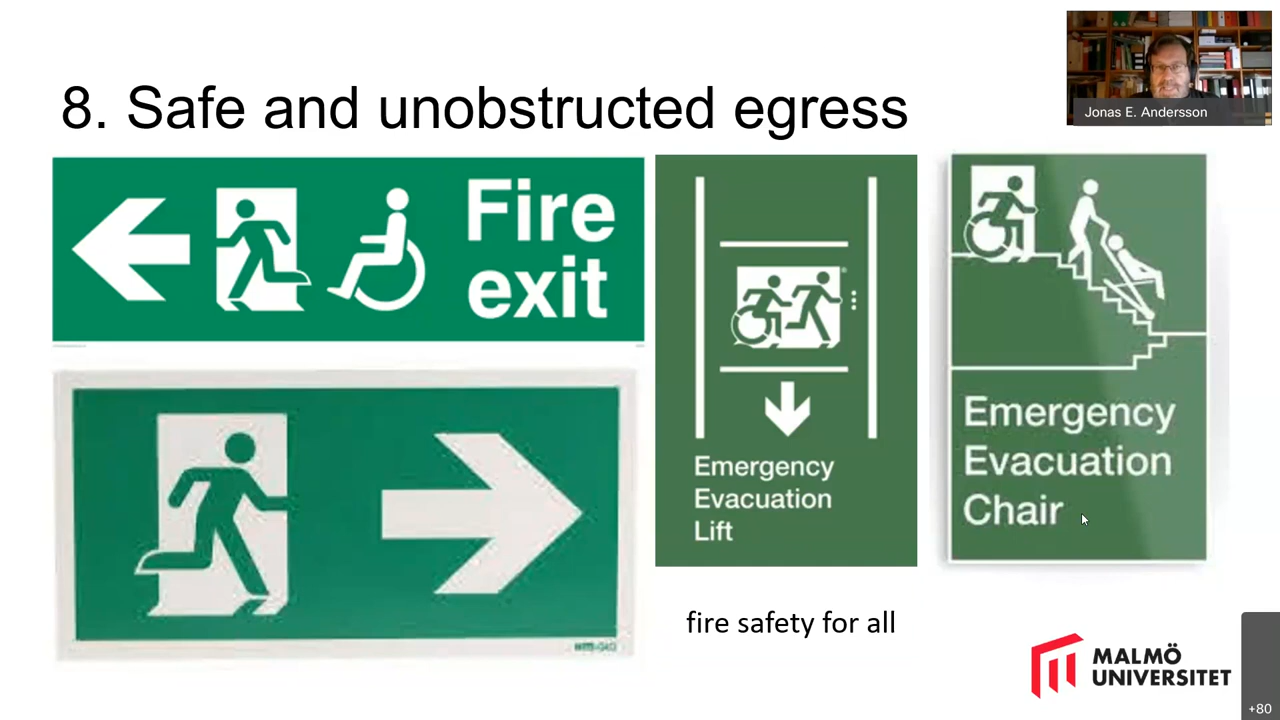 8. Safe and unobstructed egress
Jonas E. Andersson
Fire
exit
Emergency
Evacuation
Lift
Emergency
Evacuation
Chair
fire safety for all
MALMÖ
UNIVERSITET
+80